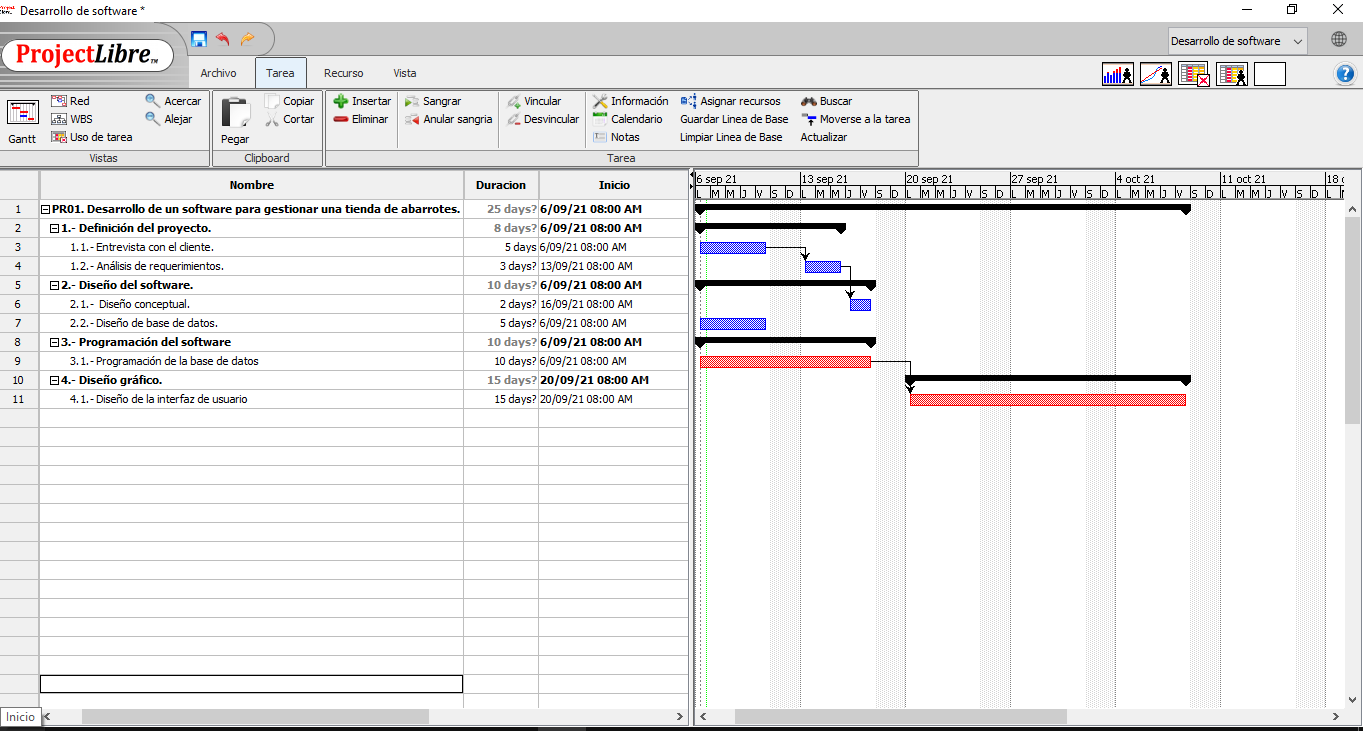 Desarrollo de software *
ProjectLibre™
Desarrollo de software
Archivo Tarea Recurso Vista
Gantt
Red
WBS
Uso de tarea
Acercar
Alejar
Vistas
Pegar
Copiar
Cortar
Clipboard
Insertar
Eliminar
Sangrar
Anular sangria
Vincular
Desvincular
Información
Calendario
Notas
Asignar recursos
Guardar Linea de Base
Limpiar Linea de Base
Buscar
Moverse a la tarea
Actualizar
Tarea
Nombre Duracion Inicio
1 PR01. Desarrollo de un software para gestionar una tienda de abarrotes. 25 days? 6/09/21 08:00 AM
2 1.- Definición del proyecto. 8 days? 6/09/21 08:00 AM
3 1.1.- Entrevista con el cliente. 5 days 6/09/21 08:00 AM
4 1.2.- Análisis de requerimientos. 3 days? 13/09/21 08:00 AM
5 2.- Diseño del software. 10 days? 6/09/21 08:00 AM
6 2.1.- Diseño conceptual. 2 days? 16/09/21 08:00 AM
7 2.2.- Diseño de base de datos. 5 days? 6/09/21 08:00 AM
8 3.- Programación del software 10 days? 6/09/21 08:00 AM
9 3.1.- Programación de la base de datos 10 days? 6/09/21 08:00 AM
10 4.- Diseño gráfico. 15 days? 20/09/21 08:00 AM
11 4.1.- Diseño de la interfaz de usuario 15 days? 20/09/21 08:00 AM
6 sep 21 13 sep 21 20 sep 21 27 sep 21 4 oct 21 11 oct 21 18
L M M J V S D L M M J V S D L M M J V S D L M M J V S D L M M J V S D L M M J V S D L
Inicio